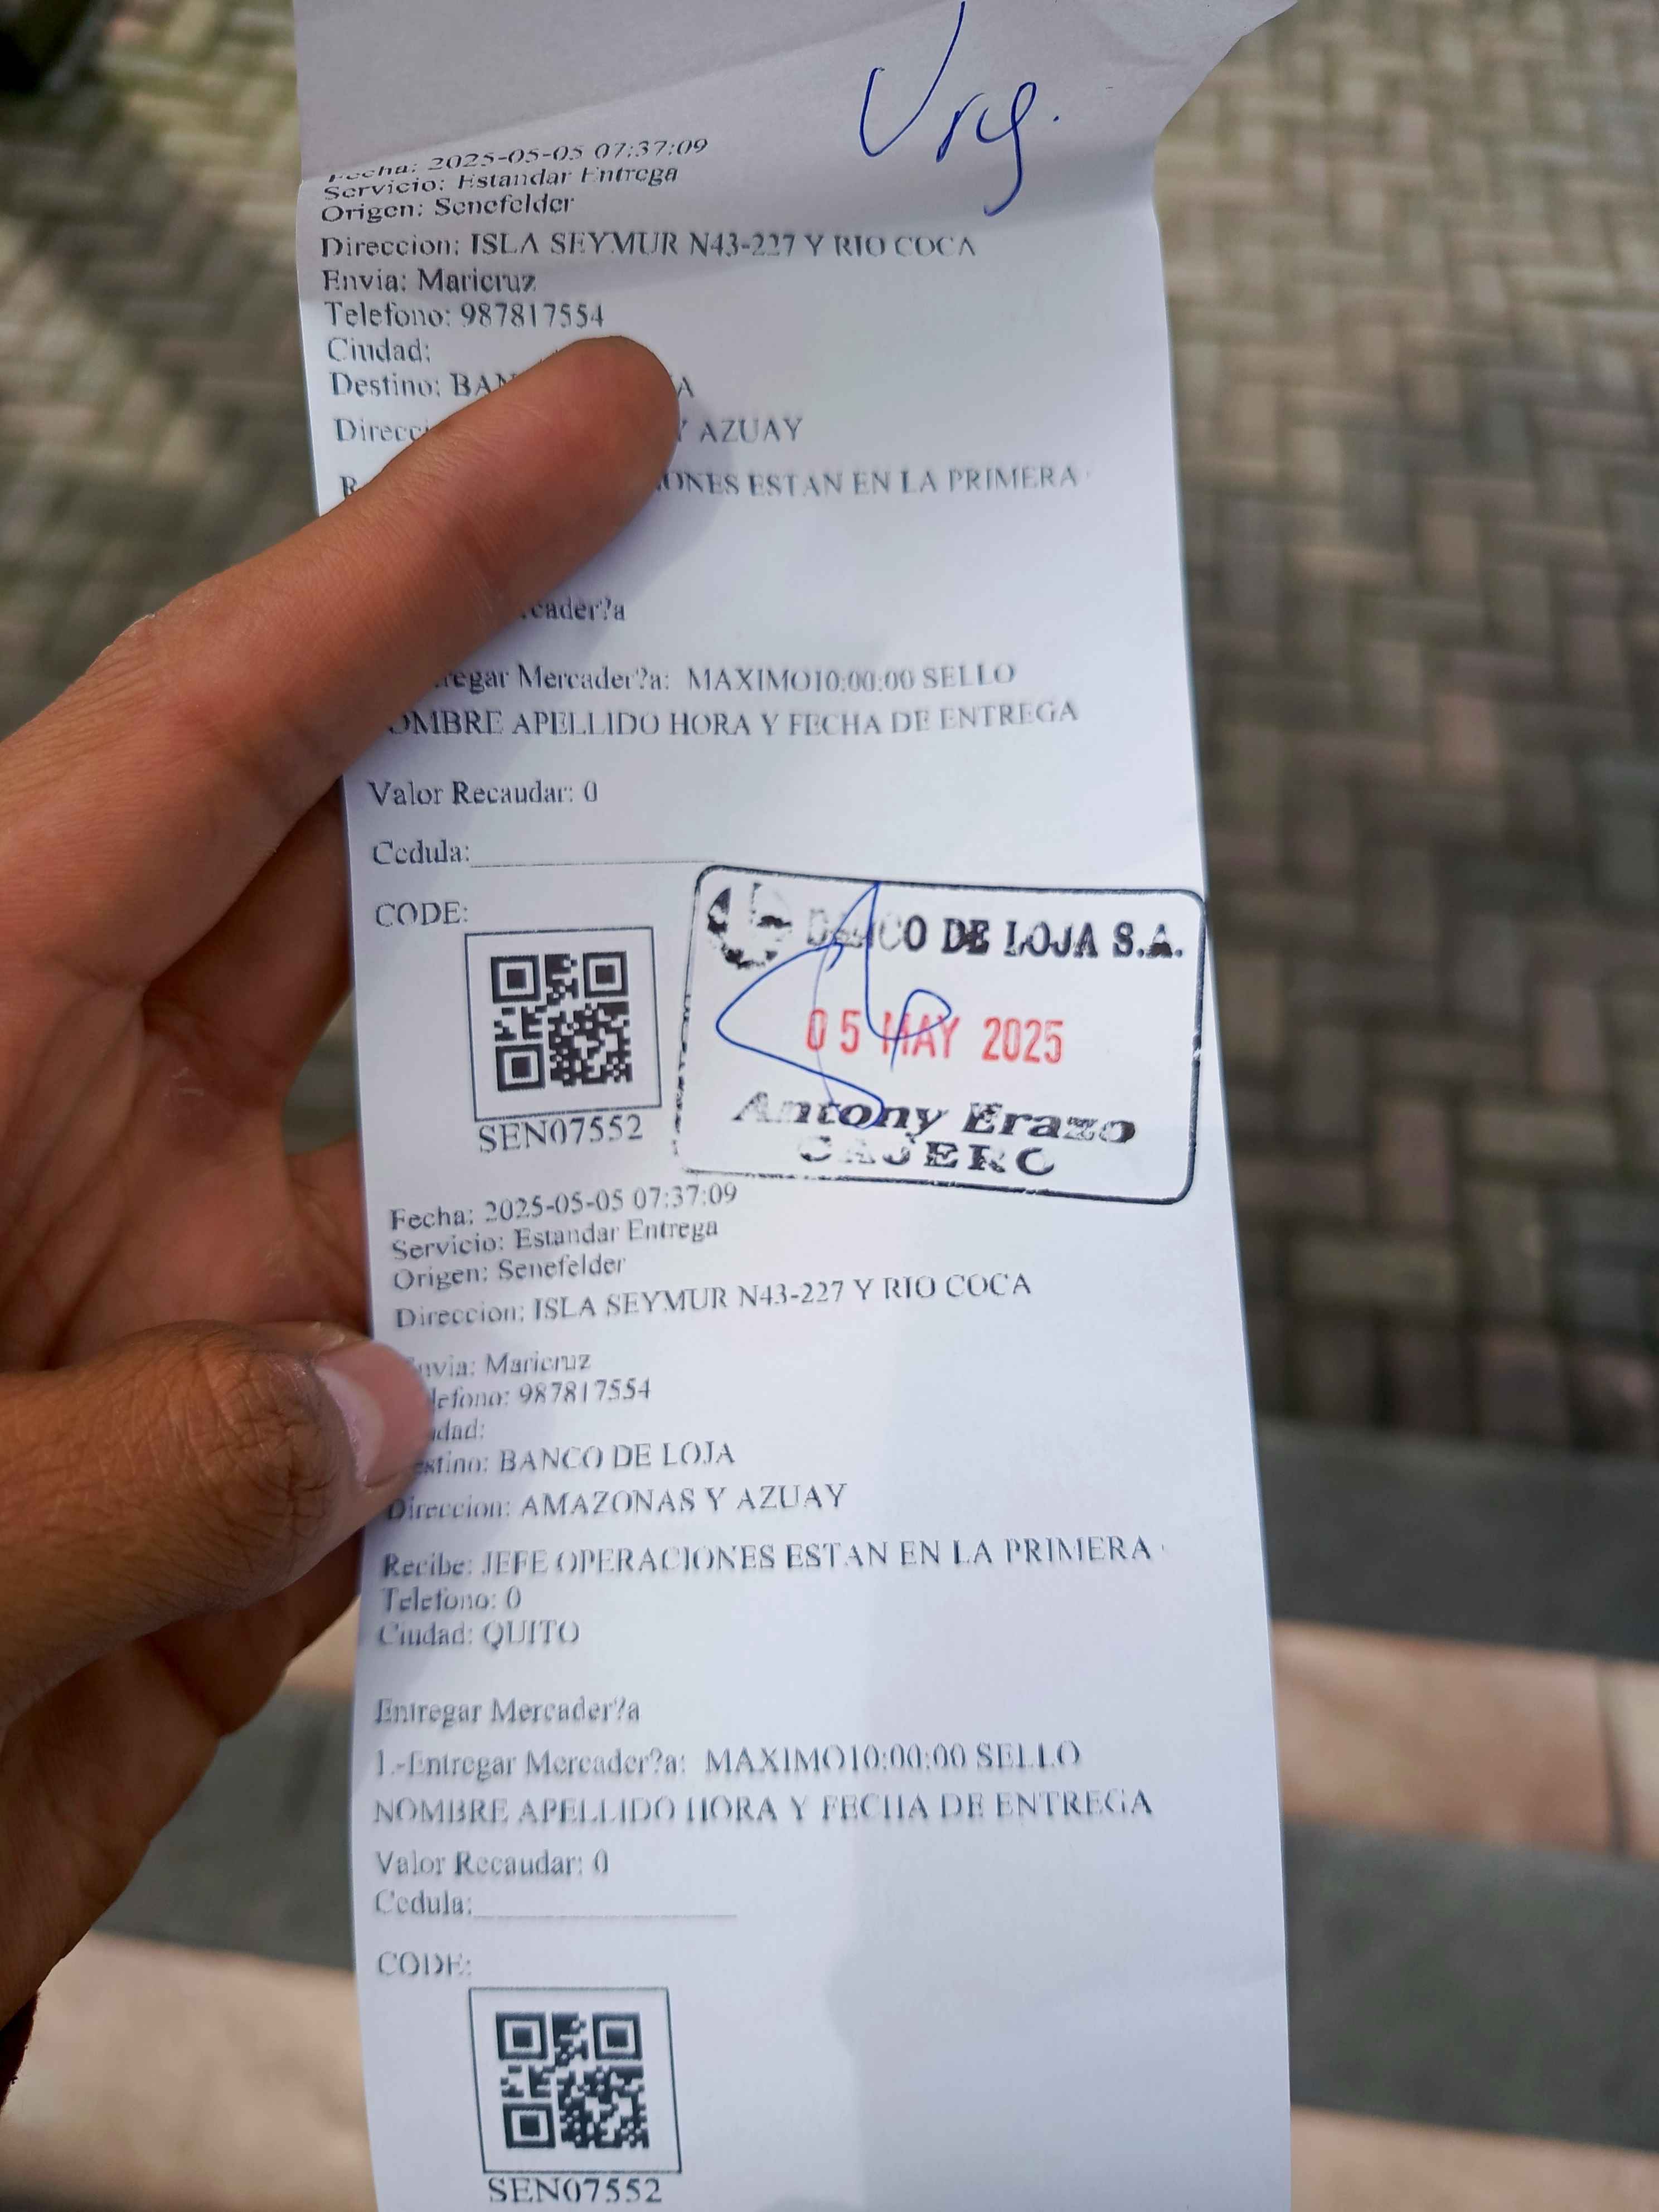 Urg.
Fecha: 2025-05-05 07:37:09
Servicio: Estandar Entrega
Origen: Senefelder
Direccion: ISLA SEYMUR N43-227 Y RIO COCA
Envia: Maricruz
Telefono: 987817554
Ciudad:
Destino: BAN A
Direcci Y AZUAY
R IONES ESTAN EN LA PRIMERA
cader?a
regar Mercader?a: MAXIMO10:00:00 SELLO
OMBRE APELLIDO HORA Y FECHA DE ENTREGA
Valor Recaudar: 0
Cedula:
CODE:
BANCO DE LOJA S.A.
05 MAY 2025
Antony Erazo
CAJERO
SEN07552
Fecha: 2025-05-05 07:37:09
Servicio: Estandar Entrega
Origen: Senefelder
Direccion: ISLA SEYMUR N43-227 Y RIO COCA
nvia: Maricruz
lefono: 987817554
dad:
estino: BANCO DE LOJA
Direccion: AMAZONAS Y AZUAY
Recibe: JEFE OPERACIONES ESTAN EN LA PRIMERA
Telefono: 0
Ciudad: QUITO
Entregar Mercader?a
1.-Entregar Mercader?a: MAXIMO10:00:00 SELLO
NOMBRE APELLIDO HORA Y FECHA DE ENTREGA
Valor Recaudar: 0
Cedula:
CODE:
SEN07552